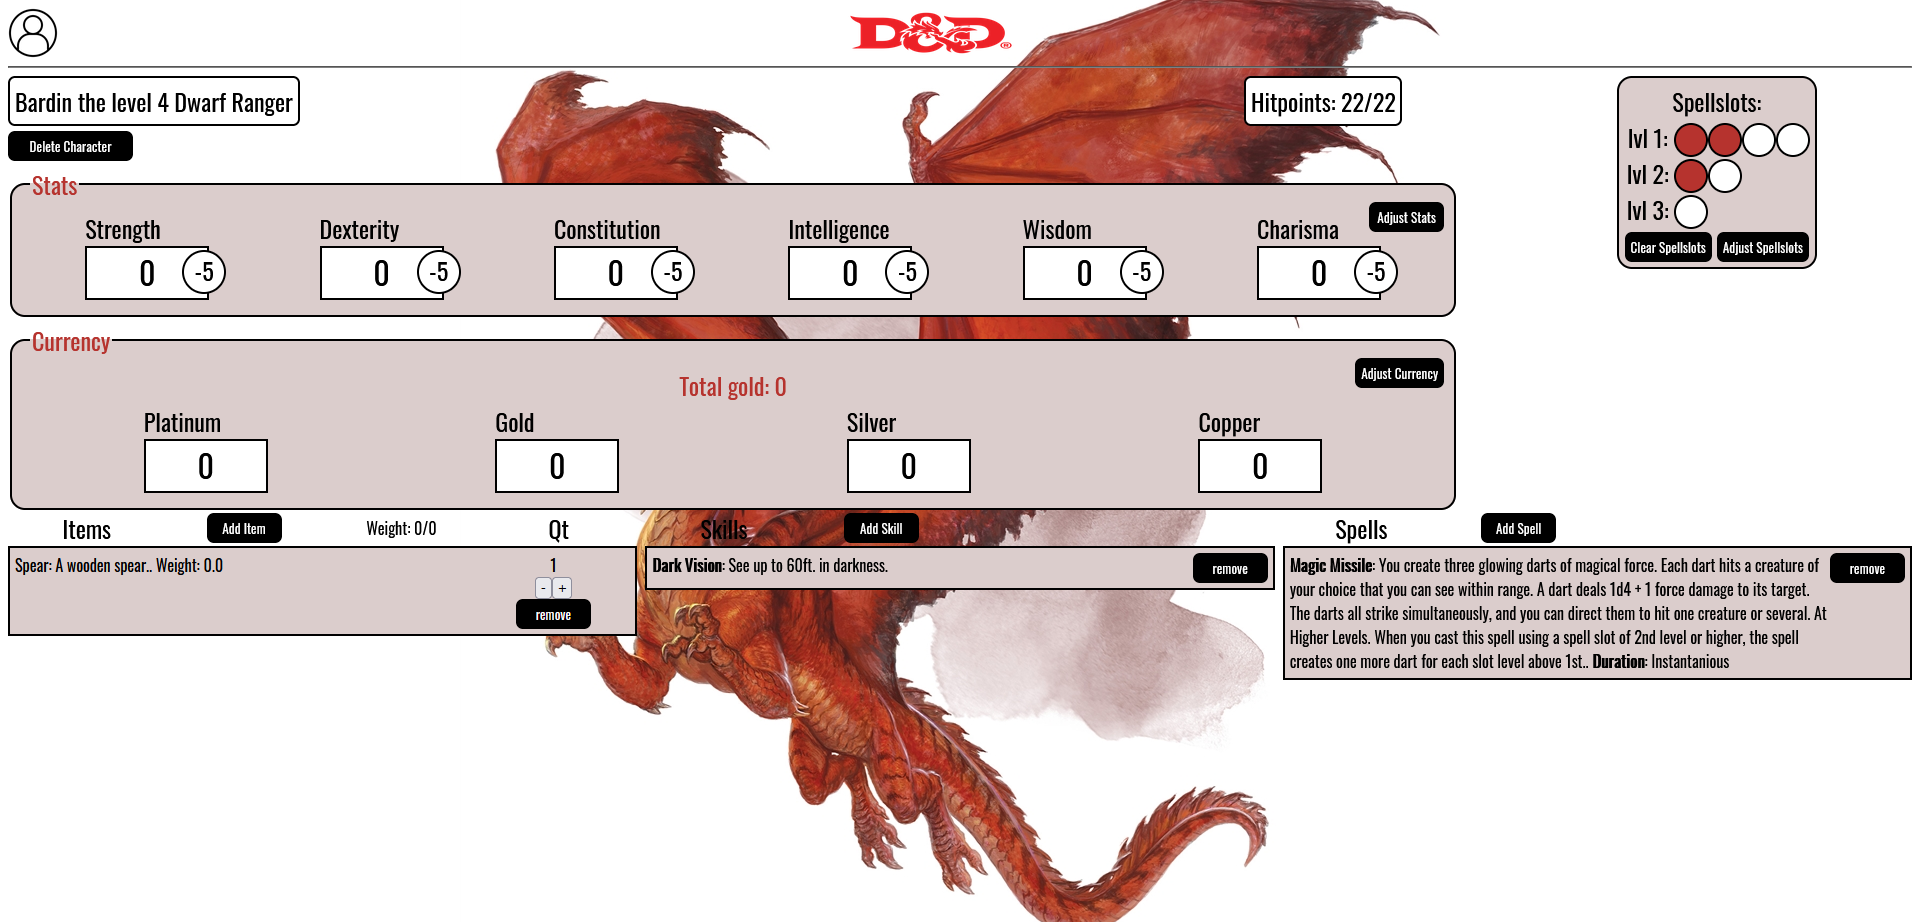 D&D®
Bardin the level 4 Dwarf Ranger
Hitpoints: 22/22
Delete Character
Spellslots:
lvl 1:
lvl 2:
lvl 3:
Clear Spellslots Adjust Spellslots
Stats
Adjust Stats
Strength Dexterity Constitution Intelligence Wisdom Charisma
0 -5 0 -5 0 -5 0 -5 0 -5 0 -5
Currency
Adjust Currency
Total gold: 0
Platinum Gold Silver Copper
0 0 0 0
Items Add Item Weight: 0/0 Qt
Spear: A wooden spear.. Weight: 0.0 1
- +
remove
Skills Add Skill
Dark Vision: See up to 60ft. in darkness. remove
Spells Add Spell
Magic Missile: You create three glowing darts of magical force. Each dart hits a creature of remove
your choice that you can see within range. A dart deals 1d4 + 1 force damage to its target.
The darts all strike simultaneously, and you can direct them to hit one creature or several. At
Higher Levels. When you cast this spell using a spell slot of 2nd level or higher, the spell
creates one more dart for each slot level above 1st.. Duration: Instantanious